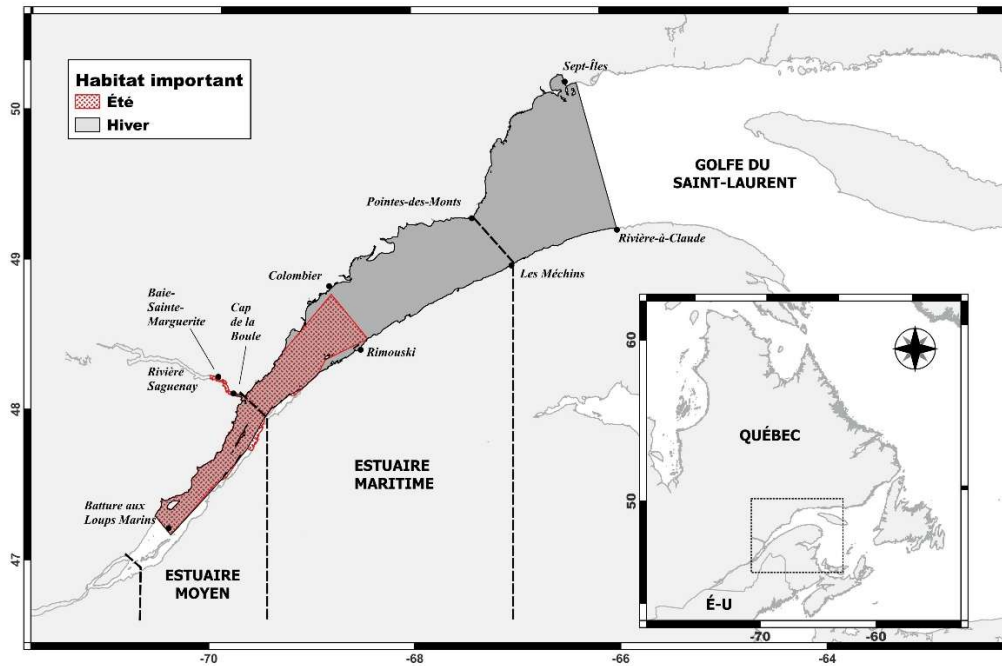 Habitat important
Été
Hiver
Sept-Îles
GOLFE DU
SAINT-LAURENT
Pointes-des-Monts
Rivière-à-Claude
Les Méchins
Colombier
Baie-
Sainte-
Marguerite
Cap
de la
Boule
Rimouski
Rivière
Saguenay
ESTUAIRE
MARITIME
Batture aux
Loups Marins
ESTUAIRE
MOYEN
QUÉBEC
É-U
60
50
-70
-60
50
49
48
47
-70
-68
-66
-64